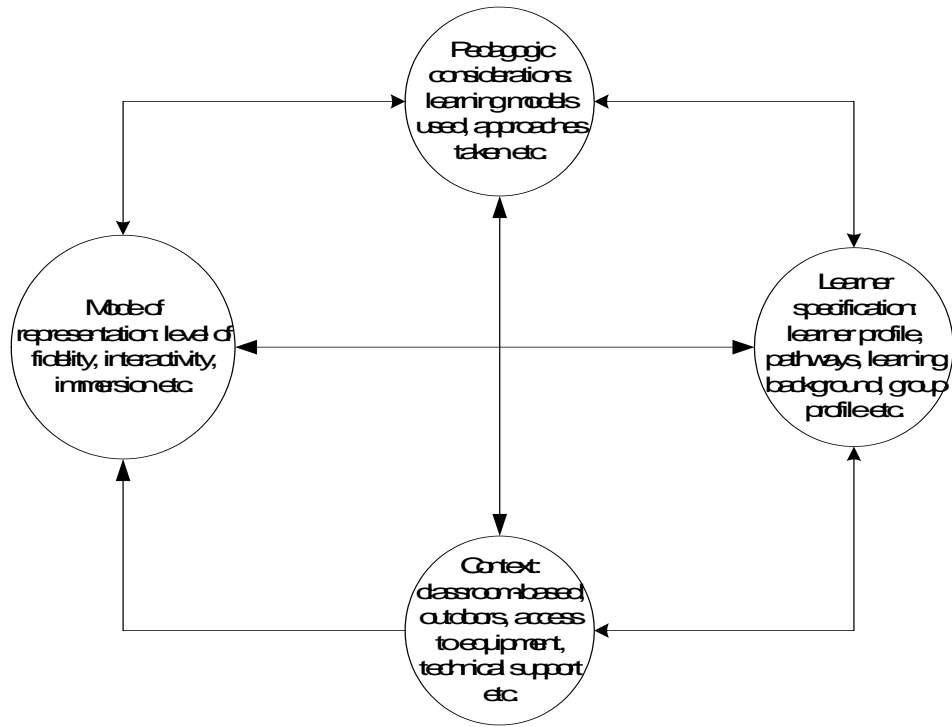 Pedagogic
considerations:
learning models
used, approaches
taken etc.
Mode of
representation: level of
fidelity, interactivity,
immersion etc.
Learner
specification:
learner profile,
pathways, learning
background, group
profile etc.
Context:
classroom-based,
outdoors, access
to equipment,
technical support
etc.